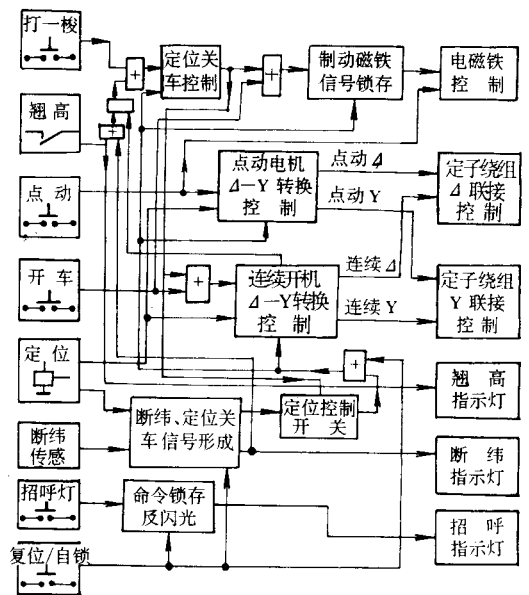 打一梭
翘高
点动
开车
定位
断纬
传感
招呼灯
复位/自锁
+
+
+
+
+
定位关
车控制
制动磁铁
信号锁存
电磁铁
控制
点动电机
Δ—Y转换
控制
点动Δ
点动Y
定子绕组
Δ联接
控制
连续开机
Δ—Y转换
控制
连续Δ
连续Y
定子绕组
Y联接
控制
断纬、定位关
车信号形成
定位控制
开关
翘高
指示灯
断纬
指示灯
命令锁存
反闪光
招呼
指示灯